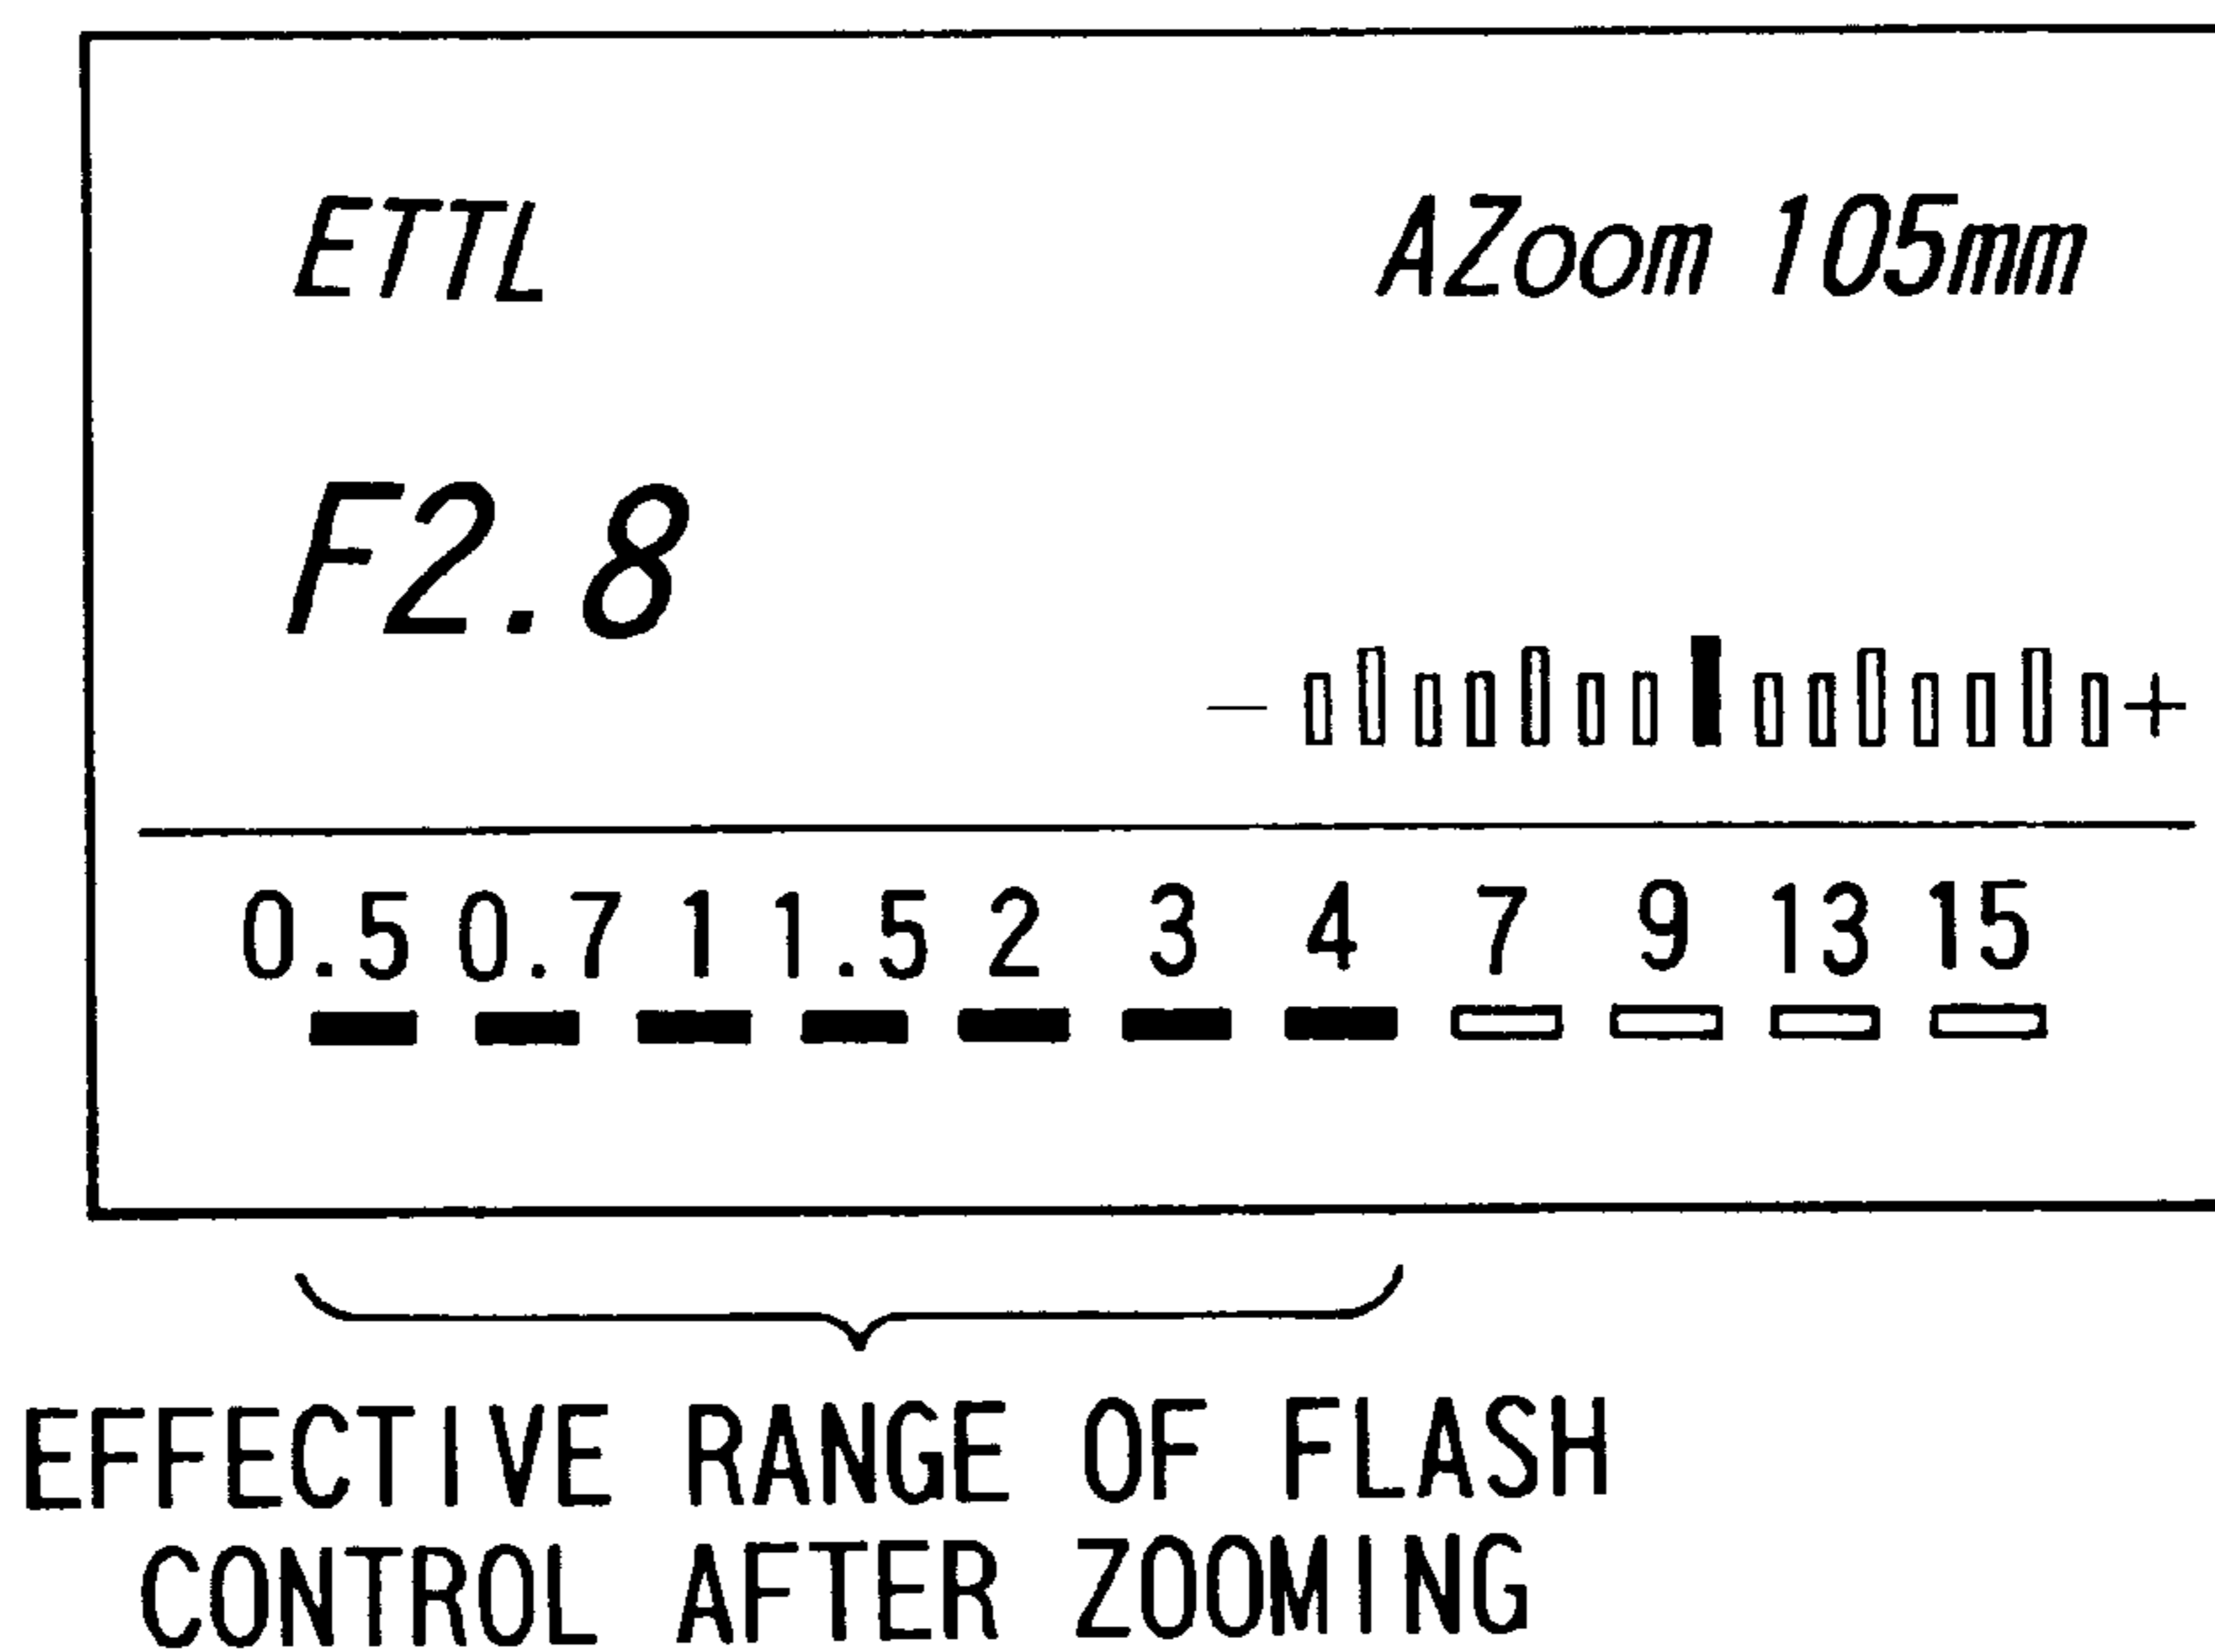 ETTL AZoom 105mm
F2.8
– +
0.5 0.7 1 1.5 2 3 4 7 9 13 15
EFFECTIVE RANGE OF FLASH
CONTROL AFTER ZOOMING